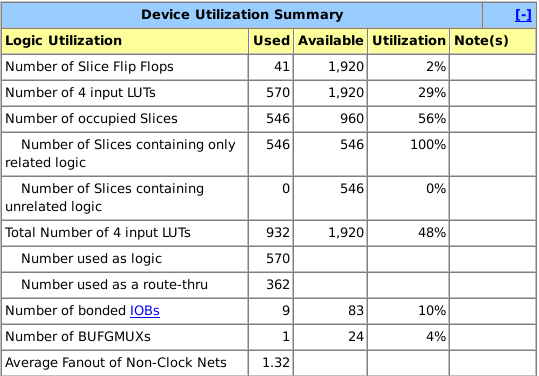 Device Utilization Summary [-]
Logic Utilization Used Available Utilization Note(s)
Number of Slice Flip Flops 41 1,920 2%
Number of 4 input LUTs 570 1,920 29%
Number of occupied Slices 546 960 56%
Number of Slices containing only 546 546 100%
related logic
Number of Slices containing 0 546 0%
unrelated logic
Total Number of 4 input LUTs 932 1,920 48%
Number used as logic 570
Number used as a route-thru 362
Number of bonded IOBs 9 83 10%
Number of BUFGMUXs 1 24 4%
Average Fanout of Non-Clock Nets 1.32